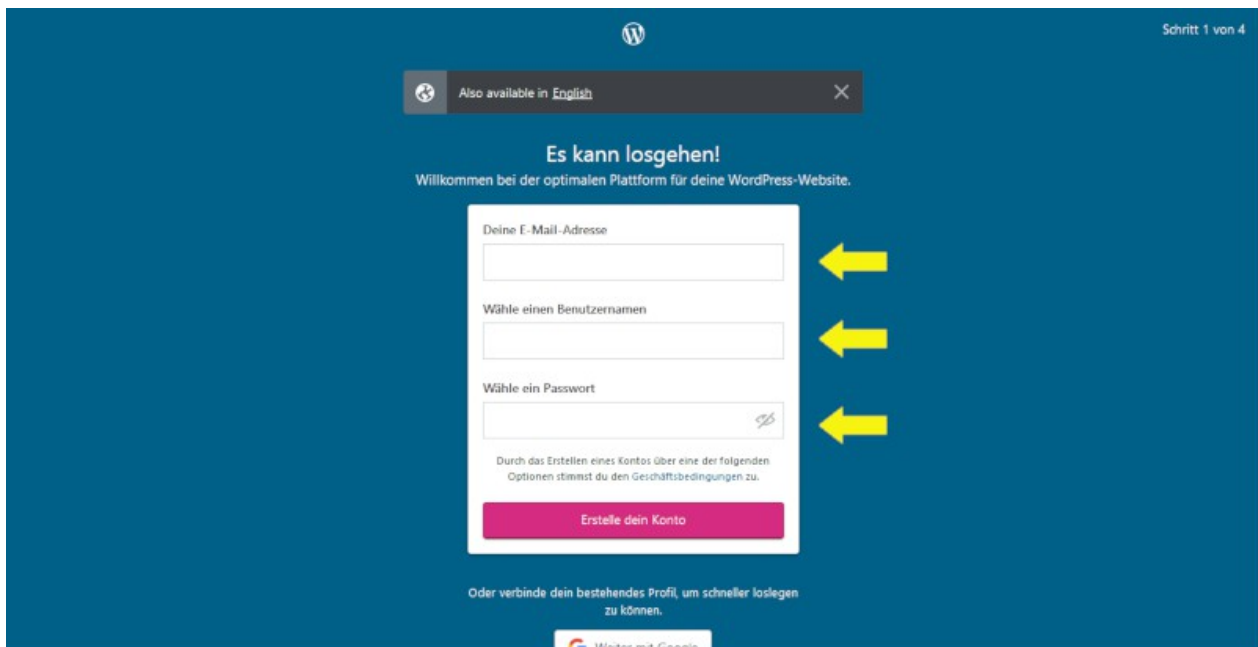 Schritt 1 von 4
Also available in English
Es kann losgehen!
Willkommen bei der optimalen Plattform für deine WordPress-Website.
Deine E-Mail-Adresse
Wähle einen Benutzernamen
Wähle ein Passwort
Durch das Erstellen eines Kontos über eine der folgenden
Optionen stimmst du den Geschäftsbedingungen zu.
Erstelle dein Konto
Oder verbinde dein bestehendes Profil, um schneller loslegen
zu können.
Weiter mit Google